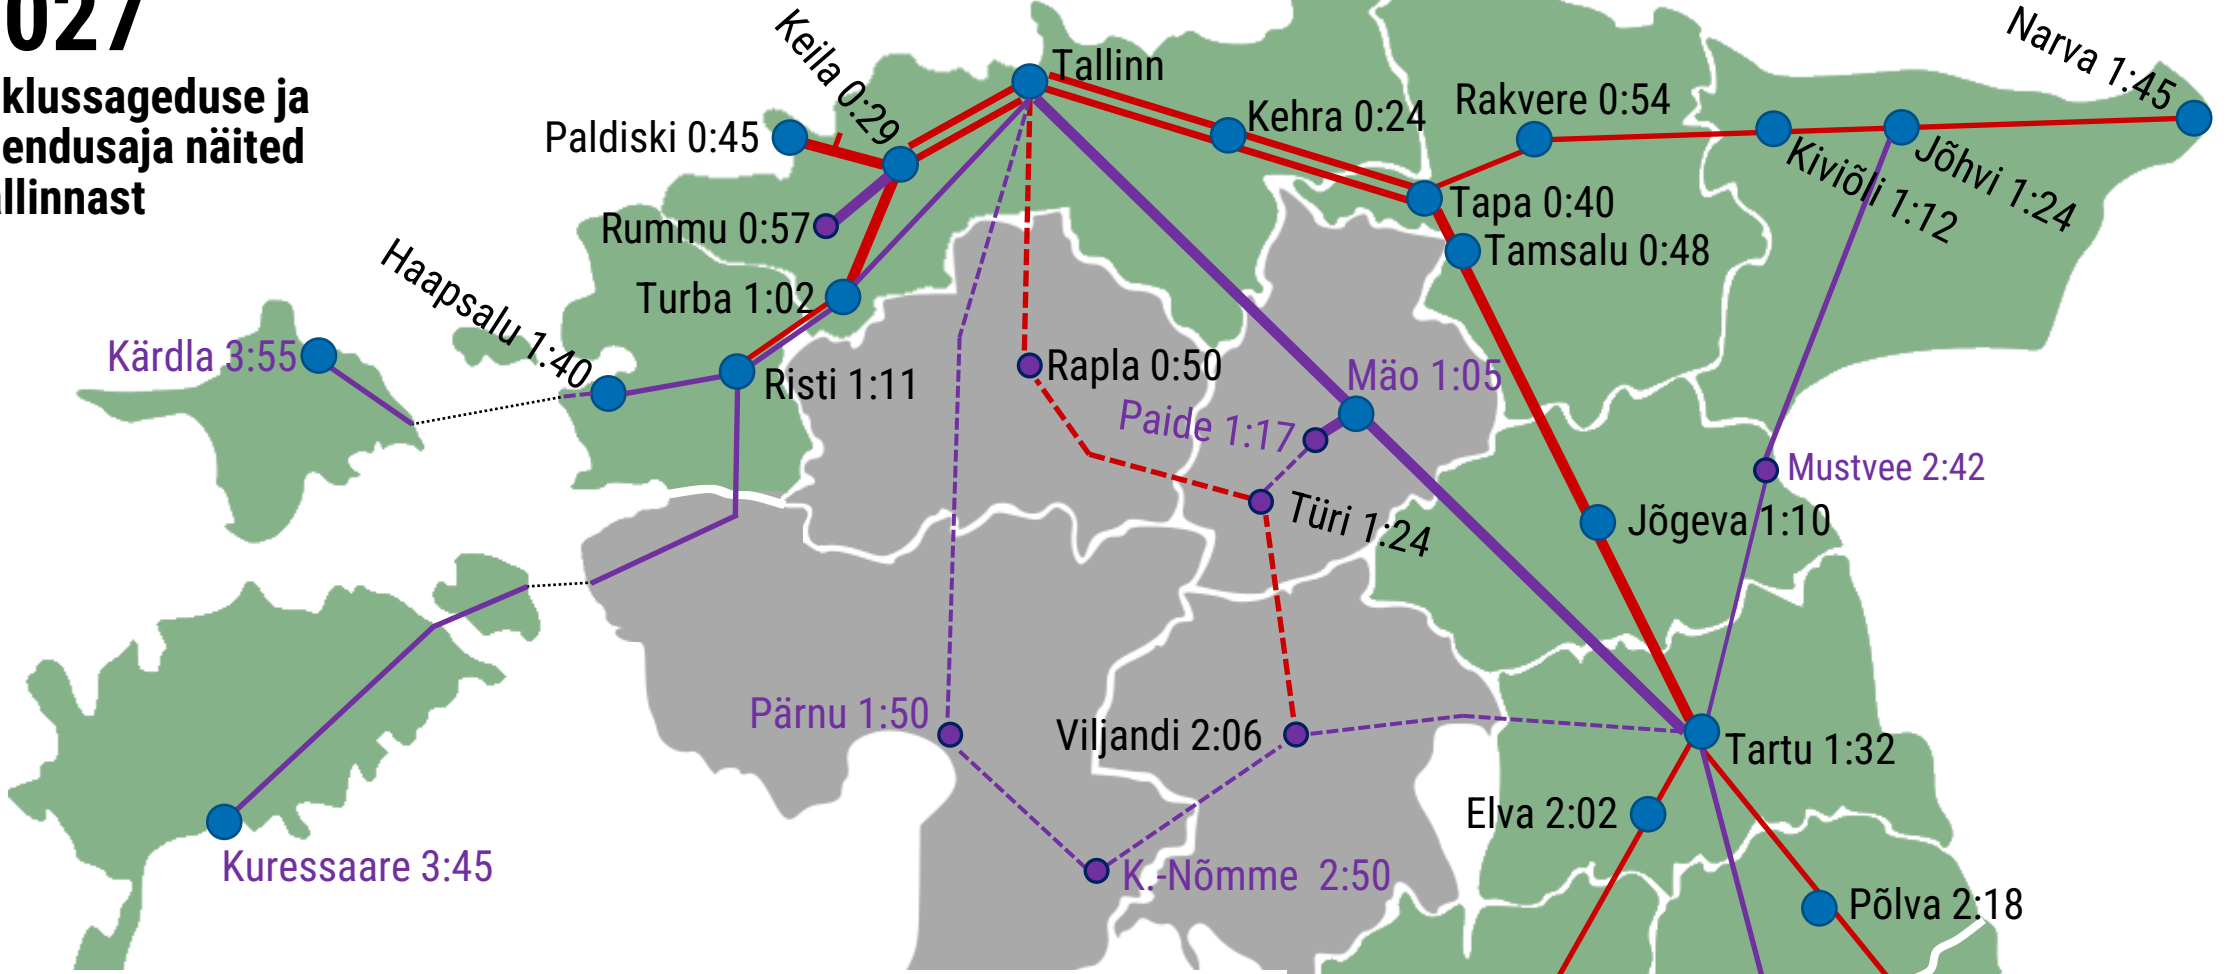 027
klussageduse ja
endusaja näited
allinnast
Keila 0:29
Tallinn
Narva 1:45
Paldiski 0:45
Kehra 0:24
Rakvere 0:54
Kiviõli 1:12
Jõhvi 1:24
Rummu 0:57
Tapa 0:40
Tamsalu 0:48
Haapsalu 1:40
Turba 1:02
Kärdla 3:55
Risti 1:11
Rapla 0:50
Mäo 1:05
Paide 1:17
Mustvee 2:42
Türi 1:24
Jõgeva 1:10
Pärnu 1:50
Viljandi 2:06
Tartu 1:32
Elva 2:02
Kuressaare 3:45
K.-Nõmme 2:50
Põlva 2:18